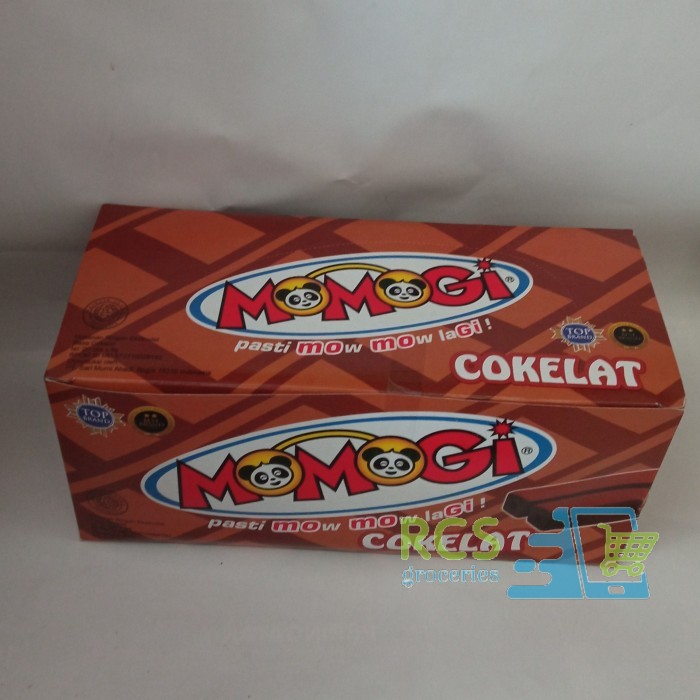 MOMOGi®
pasti mow mow laGi !
TOP
BRAND
COKELAT
TOP
BRAND
MOMOGi®
pasti mow mow laGi !
COKELAT
RCS
groceries